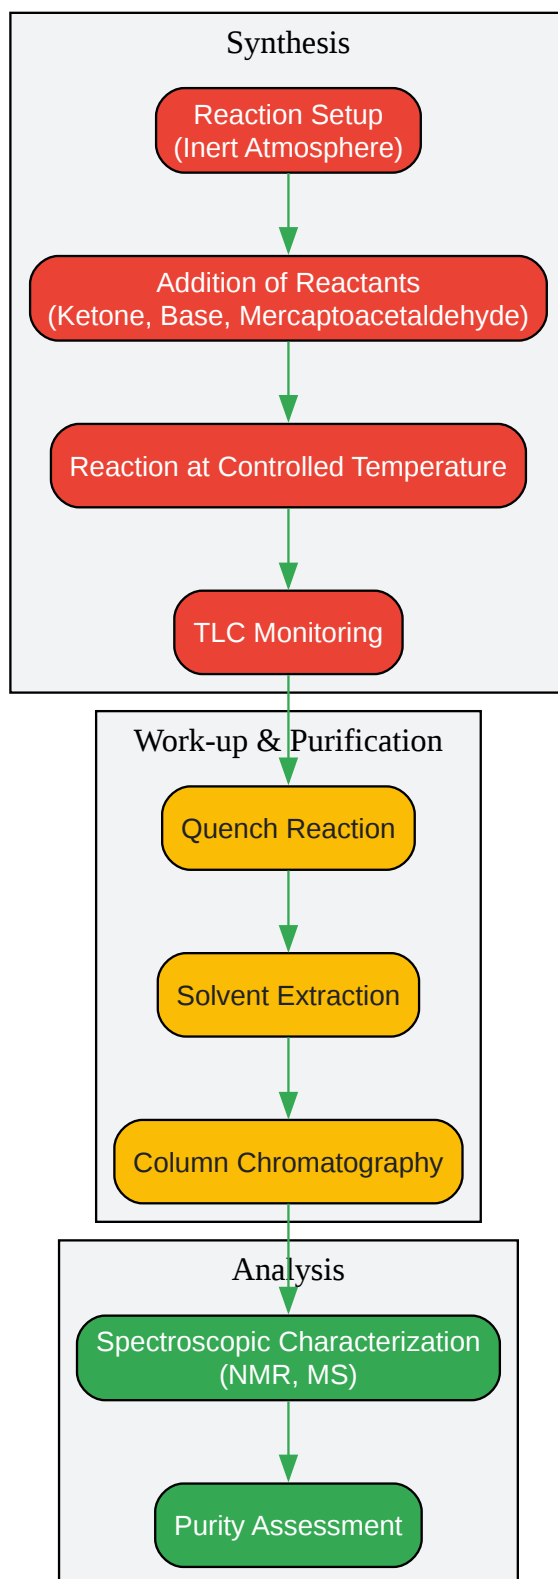 Synthesis
Reaction Setup
(Inert Atmosphere)
Addition of Reactants
(Ketone, Base, Mercaptoacetaldehyde)
Reaction at Controlled Temperature
TLC Monitoring
Work-up & Purification
Quench Reaction
Solvent Extraction
Column Chromatography
Analysis
Spectroscopic Characterization
(NMR, MS)
Purity Assessment